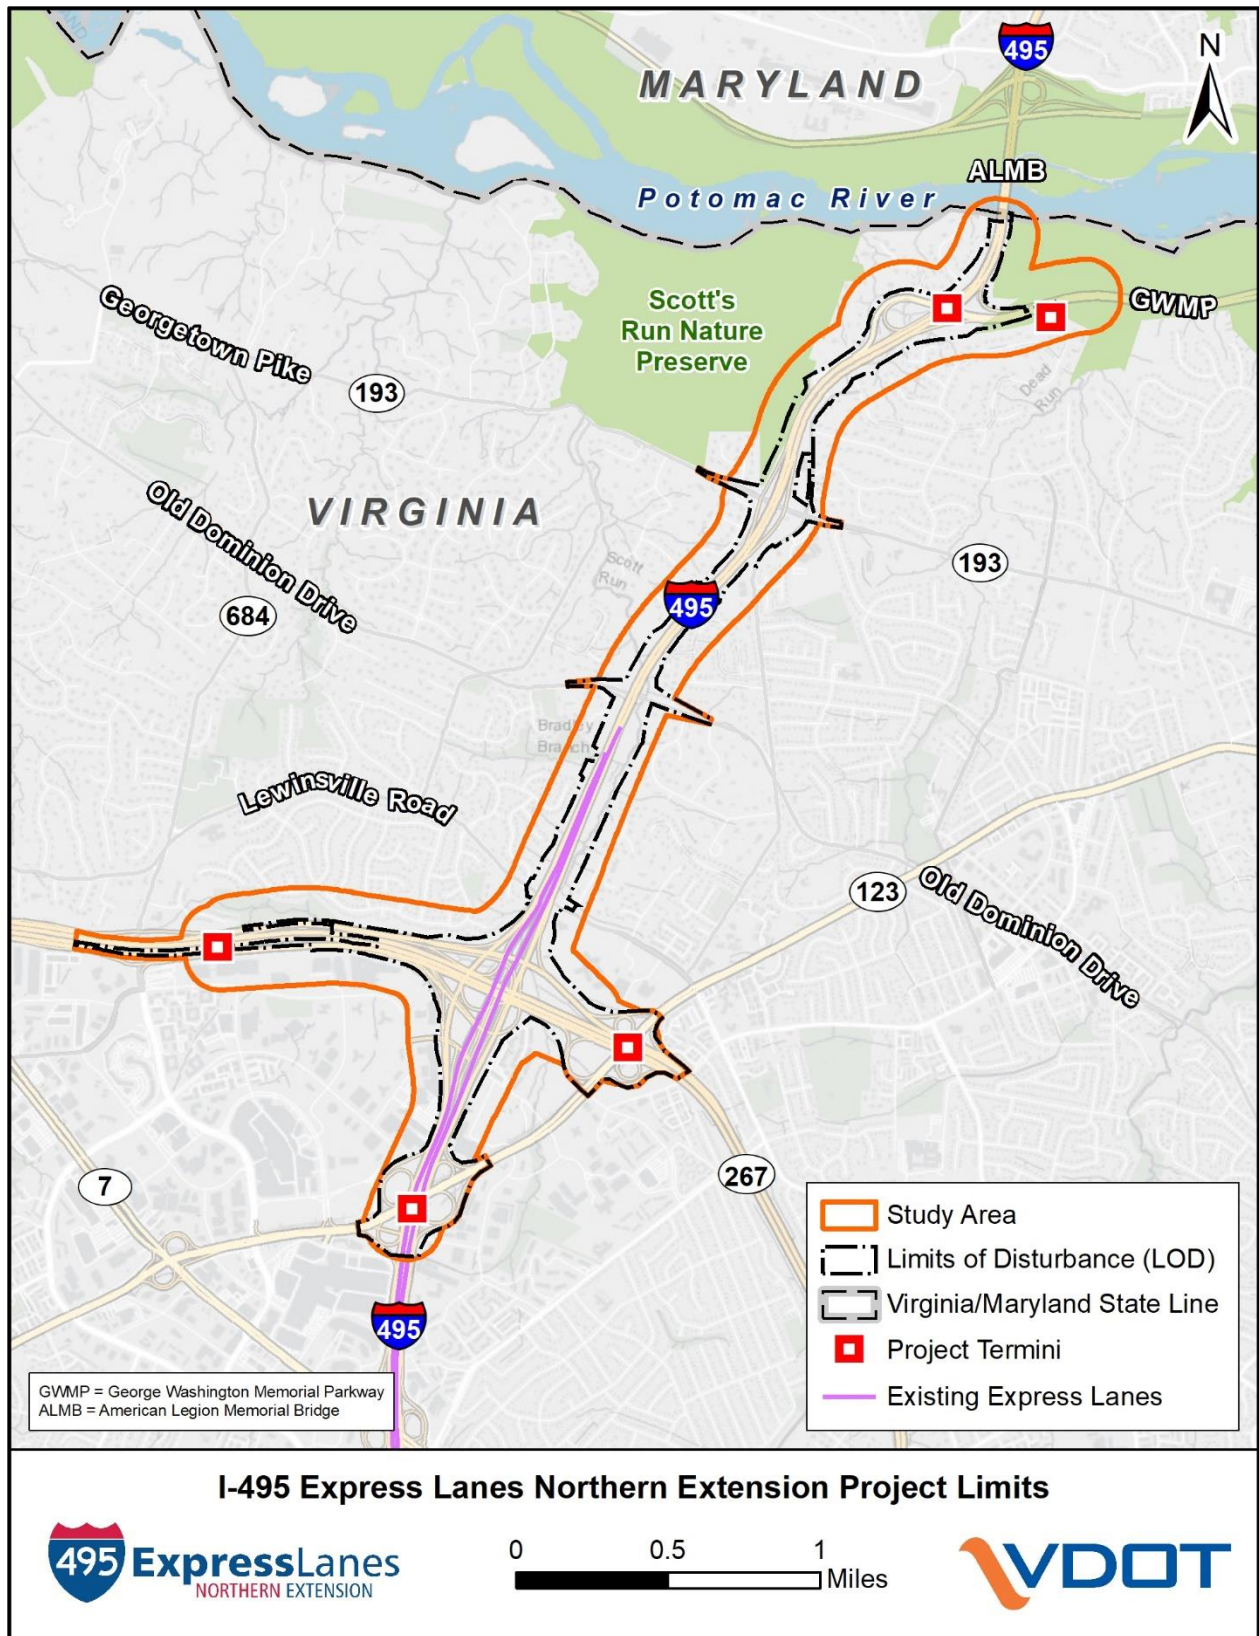 495
N
MARYLAND
ALMB
Potomac River
GWMP
Scott's
Run Nature
Preserve
Georgetown Pike
193
Dead
Run
Old Dominion Drive
VIRGINIA
Scott
Run
193
495
684
Bradley
Branch
Lewinsville Road
123
Old Dominion Drive
7
267
495
Study Area
Limits of Disturbance (LOD)
Virginia/Maryland State Line
Project Termini
Existing Express Lanes
GWMP = George Washington Memorial Parkway
ALMB = American Legion Memorial Bridge
I-495 Express Lanes Northern Extension Project Limits
495 ExpressLanes
NORTHERN EXTENSION
0 0.5 1
Miles
VDOT